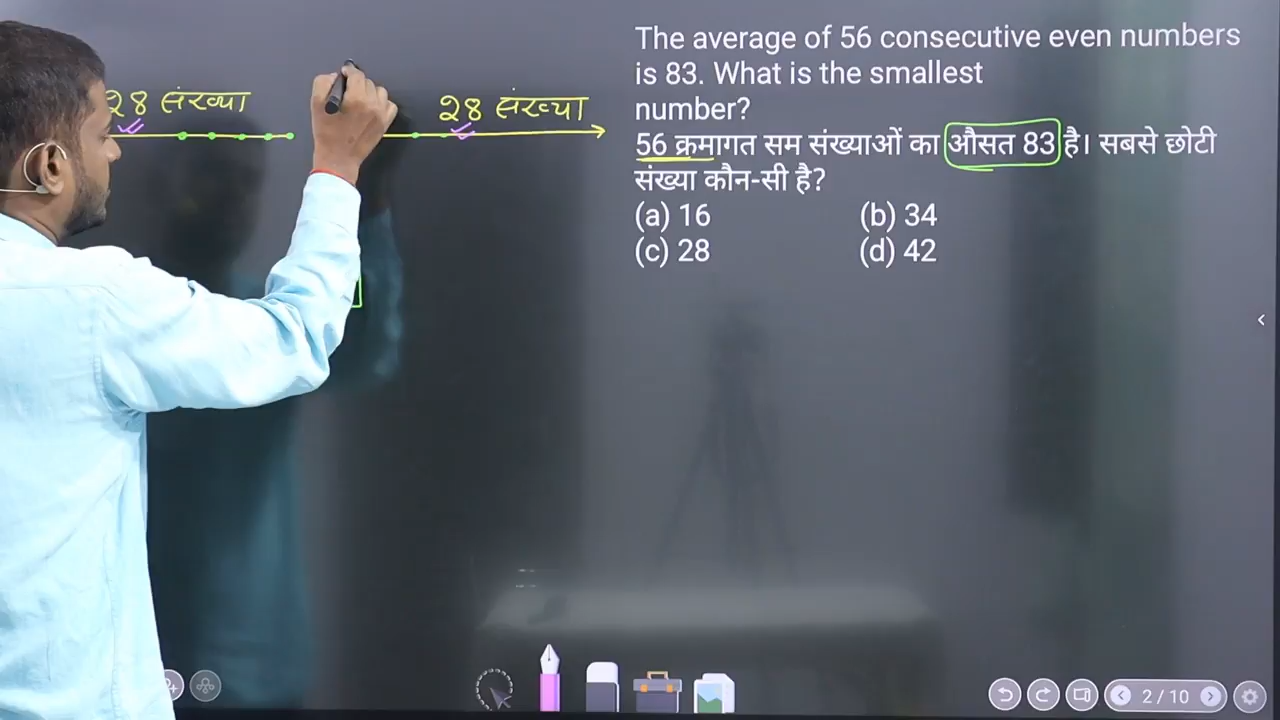 28 संख्या
28 संख्या
The average of 56 consecutive even numbers
is 83. What is the smallest
number?
56 क्रमागत सम संख्याओं का औसत 83 है। सबसे छोटी
संख्या कौन-सी है?
(a) 16
(b) 34
(c) 28
(d) 42
2 / 10